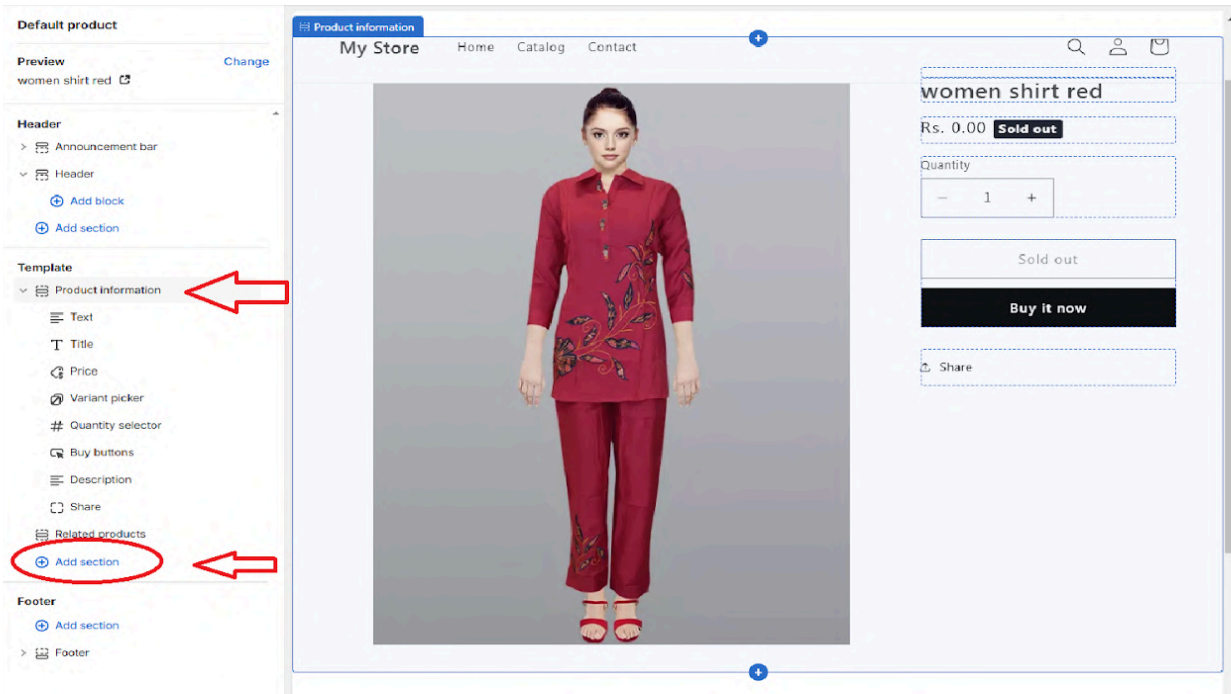 Default product
Preview
Change
women shirt red
Header
Announcement bar
Header
Add block
Add section
Template
Product information
Text
Title
Price
Variant picker
Quantity selector
Buy buttons
Description
Share
Related products
Add section
Footer
Add section
Footer
Product information
My Store Home Catalog Contact
women shirt red
Rs. 0.00 Sold out
Quantity
− 1 +
Sold out
Buy it now
Share